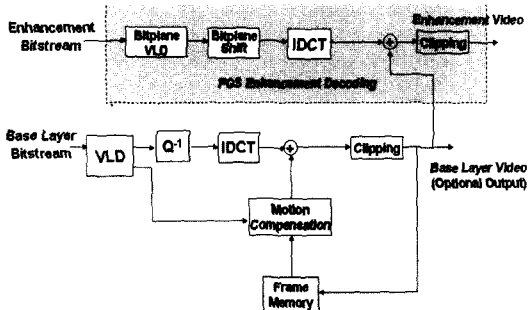 Enhancement Video
Enhancement
Bitstream
Bitplane
VLD
Bitplane
Shift
IDCT
+
Clipping
FGS Enhancement Decoding
Base Layer
Bitstream
VLD
Q-1
IDCT
+
Clipping
Base Layer Video
(Optional Output)
Motion
Compensation
Frame
Memory